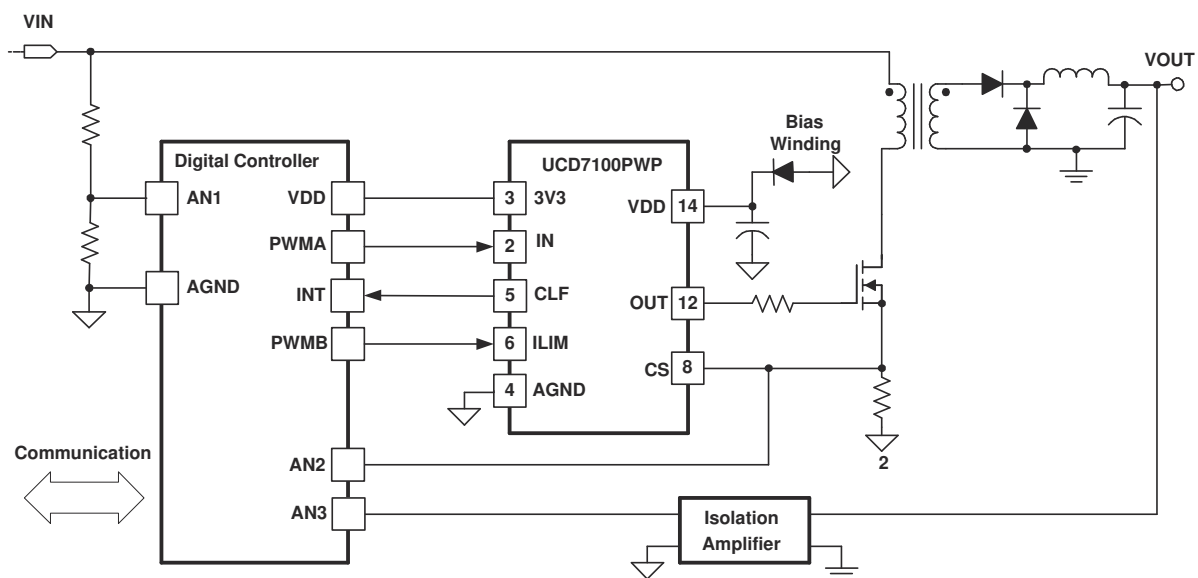 VIN
VOUT
Bias
Winding
Digital Controller
UCD7100PWP
AN1
VDD
3
3V3
VDD
14
PWMA
2
IN
AGND
INT
5
CLF
OUT
12
PWMB
6
ILIM
CS
8
4
AGND
2
Communication
AN2
AN3
Isolation
Amplifier